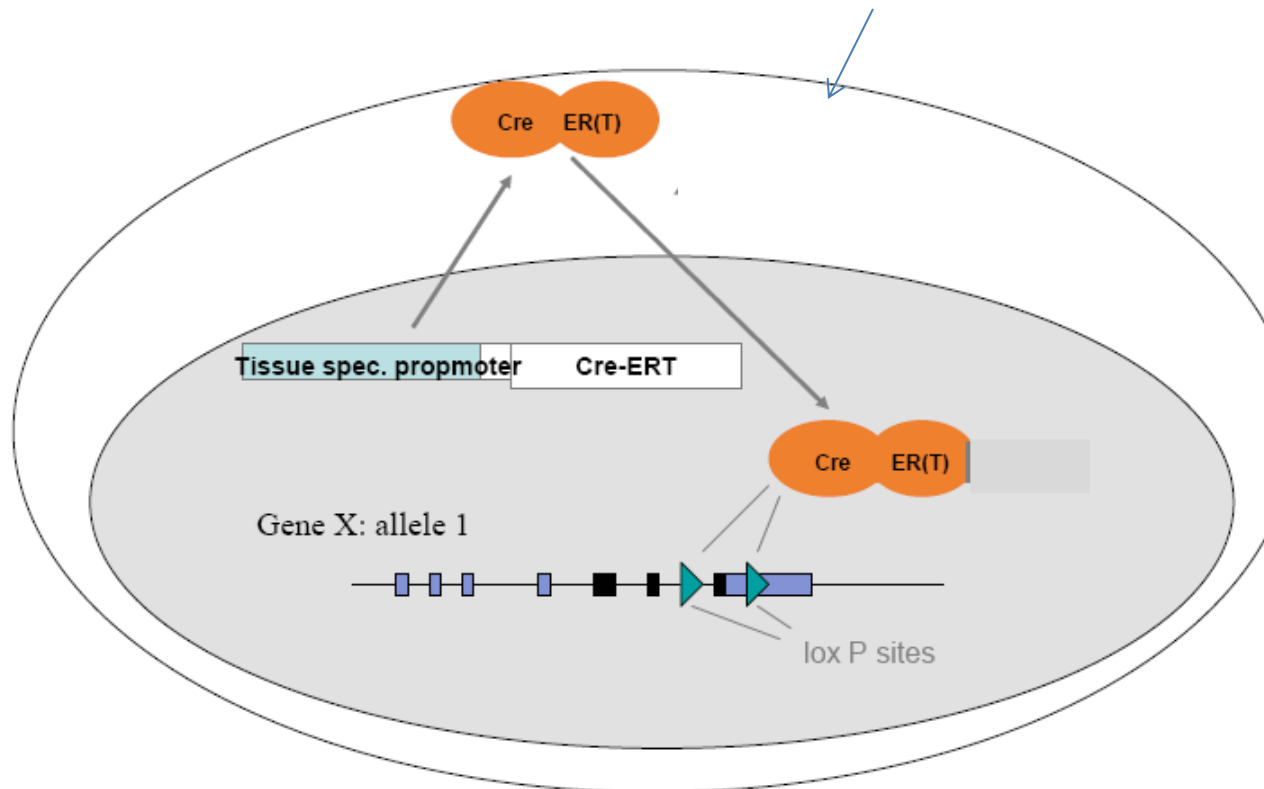 Cre ER(T)
Tissue spec. propmoter Cre-ERT
Cre ER(T)
Gene X: allele 1
lox P sites